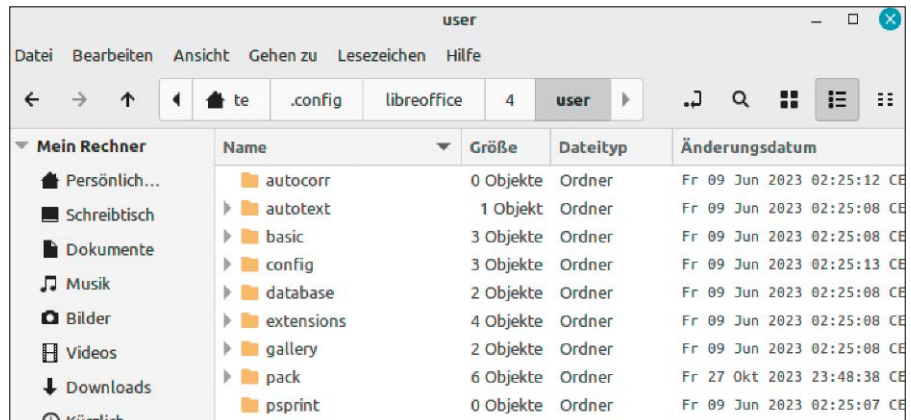 user
Datei Bearbeiten Ansicht Gehen zu Lesezeichen Hilfe
te .config libreoffice 4 user
Mein Rechner Name Größe Dateityp Änderungsdatum
Persönlich... autocorr 0 Objekte Ordner Fr 09 Jun 2023 02:25:12 CE
Schreibtisch autotext 1 Objekt Ordner Fr 09 Jun 2023 02:25:08 CE
Dokumente basic 3 Objekte Ordner Fr 09 Jun 2023 02:25:08 CE
Musik config 3 Objekte Ordner Fr 09 Jun 2023 02:25:13 CE
Bilder database 2 Objekte Ordner Fr 09 Jun 2023 02:25:08 CE
Videos extensions 4 Objekte Ordner Fr 09 Jun 2023 02:25:08 CE
Downloads gallery 2 Objekte Ordner Fr 09 Jun 2023 02:25:08 CE
pack 6 Objekte Ordner Fr 27 Okt 2023 23:48:38 CE
psprint 0 Objekte Ordner Fr 09 Jun 2023 02:25:07 CE